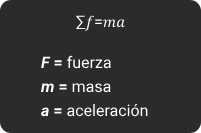 ∑f=ma
F = fuerza
m = masa
a = aceleración